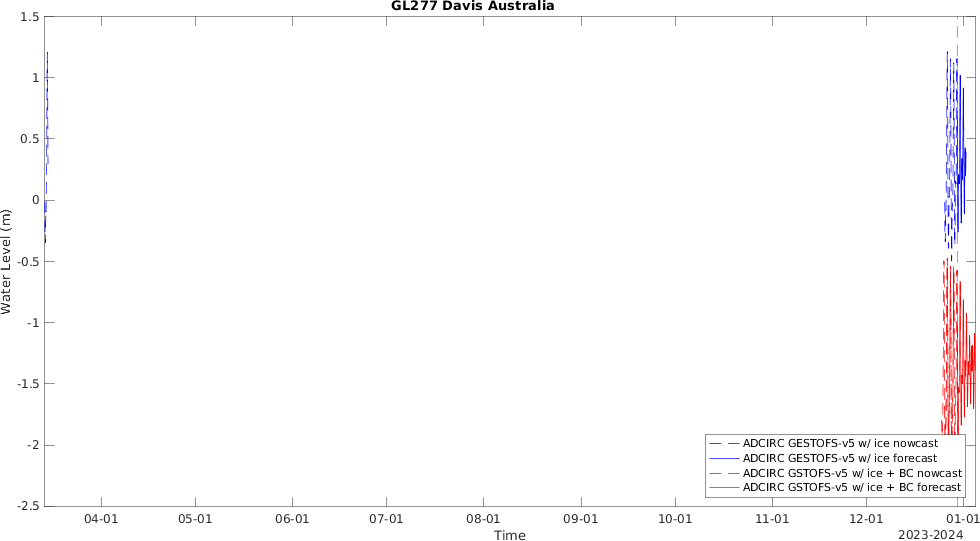 GL277 Davis Australia
1.5
1
0.5
0
-0.5
-1
-1.5
-2
-2.5
Water Level (m)
ADCIRC GESTOFS-v5 w/ ice nowcast
ADCIRC GESTOFS-v5 w/ ice forecast
ADCIRC GSTOFS-v5 w/ ice + BC nowcast
ADCIRC GSTOFS-v5 w/ ice + BC forecast
04-01 05-01 06-01 07-01 08-01 09-01 10-01 11-01 12-01 01-01
Time
2023-2024